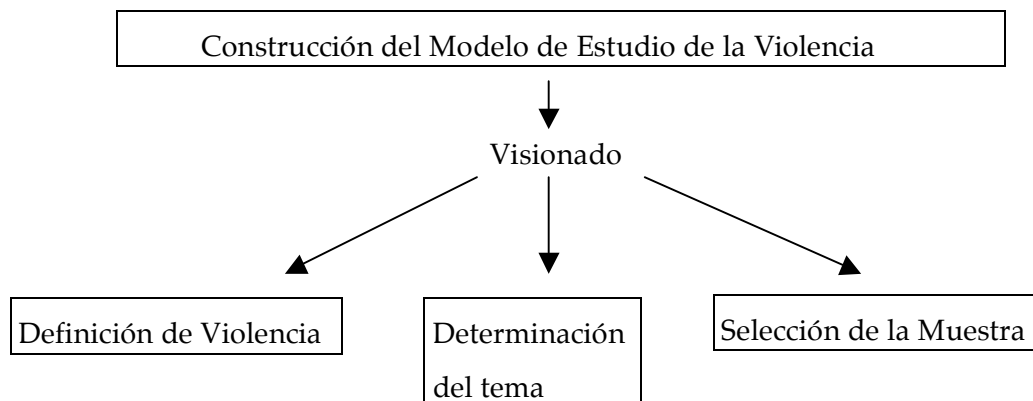 Construcción del Modelo de Estudio de la Violencia
Visionado
Definición de Violencia
Determinación
del tema
Selección de la Muestra